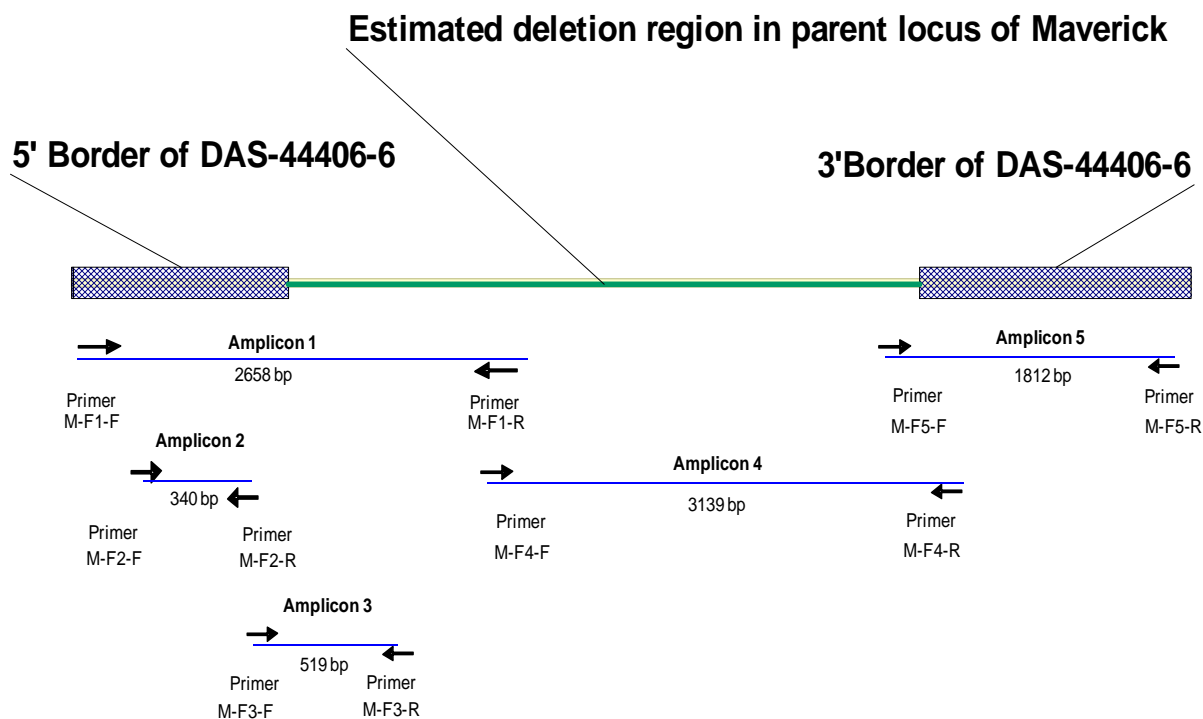 Estimated deletion region in parent locus of Maverick
5' Border of DAS-44406-6
3'Border of DAS-44406-6
Amplicon 1
2658 bp
Primer
M-F1-F
Primer
M-F1-R
Amplicon 5
1812 bp
Primer
M-F5-F
Primer
M-F5-R
Amplicon 2
340 bp
Primer
M-F2-F
Primer
M-F2-R
Amplicon 4
3139 bp
Primer
M-F4-F
Primer
M-F4-R
Amplicon 3
519 bp
Primer
M-F3-F
Primer
M-F3-R